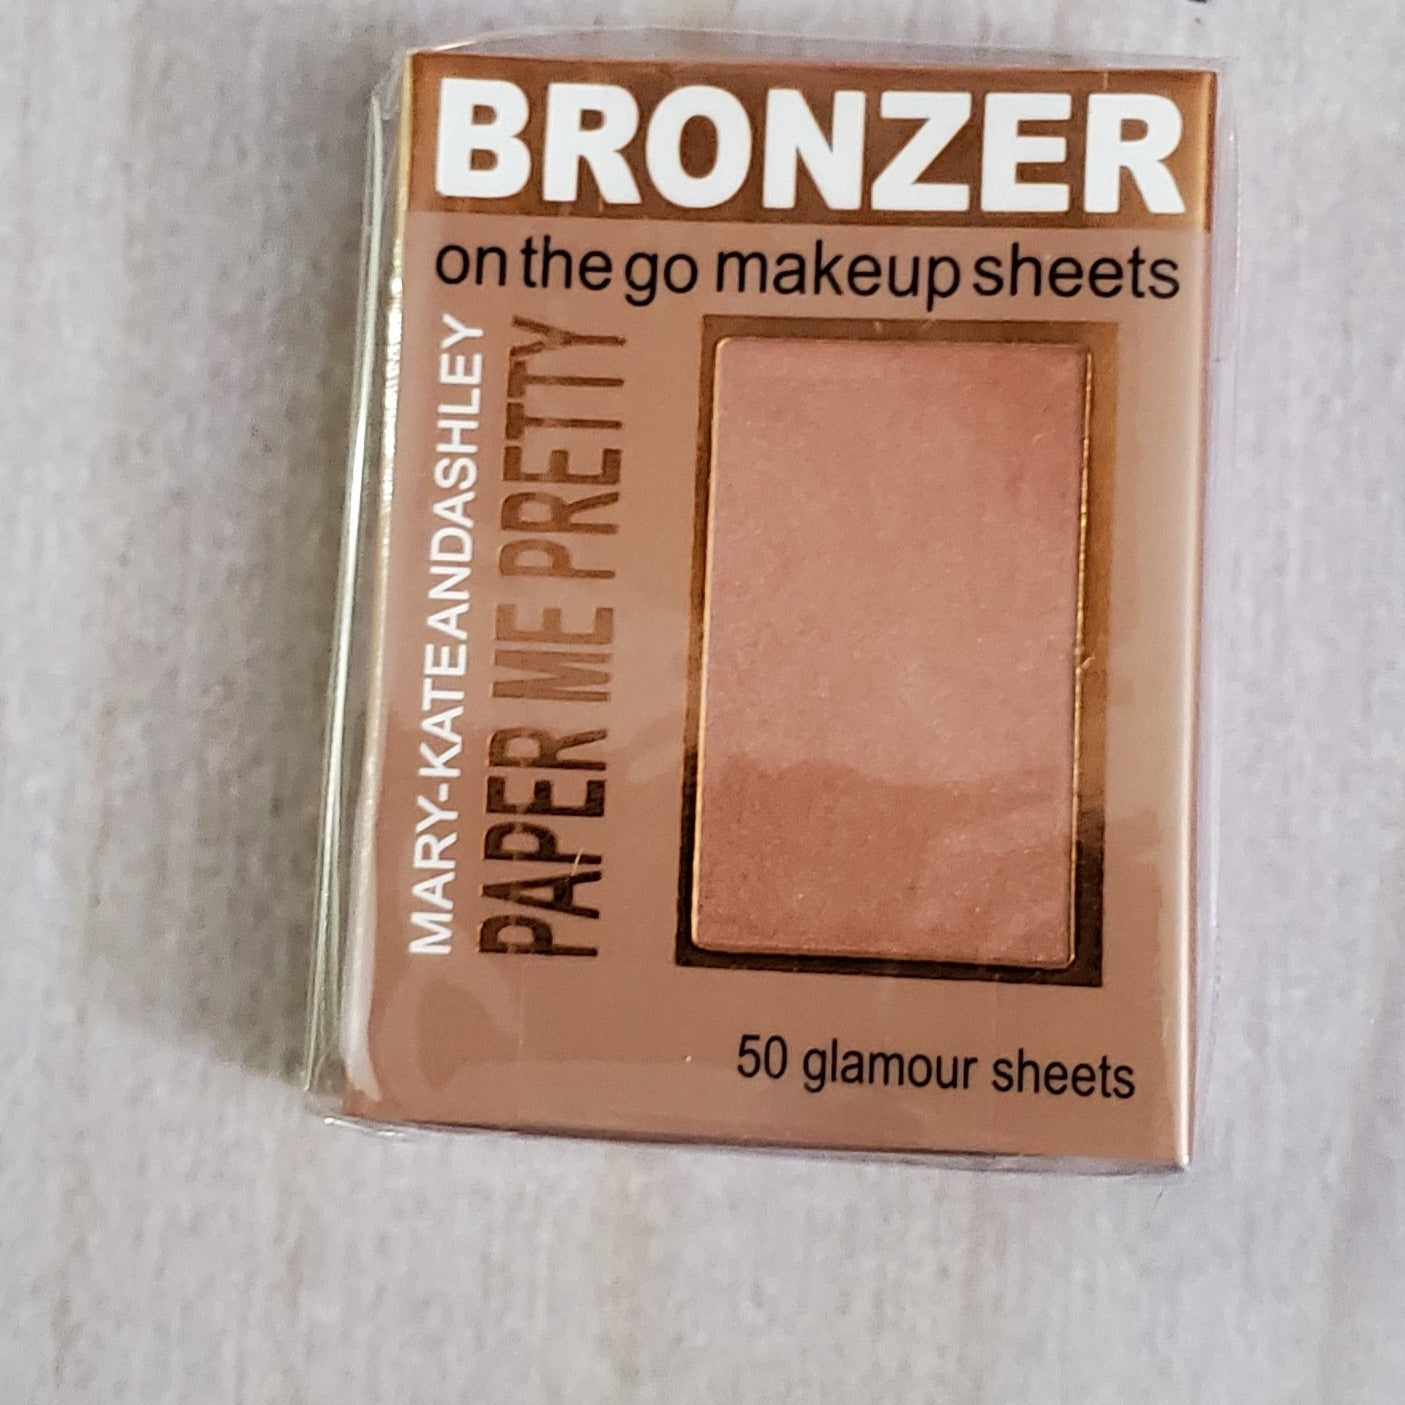 BRONZER
on the go makeup sheets
MARY-KATEANDASHLEY
PAPER ME PRETTY
50 glamour sheets